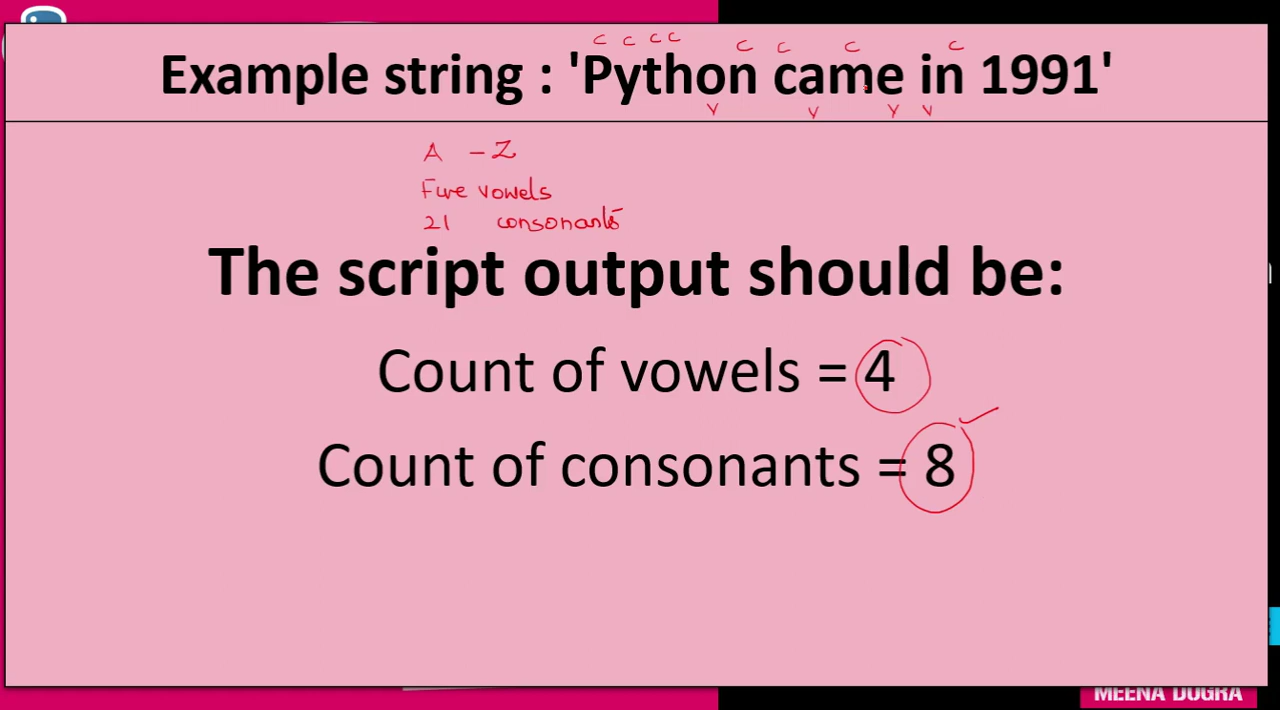 c c c c c c c c
Example string : 'Python came in 1991'
v v v v
A - Z
Five vowels
21 consonants
The script output should be:
Count of vowels = 4
Count of consonants = 8
MEENA DOGRA